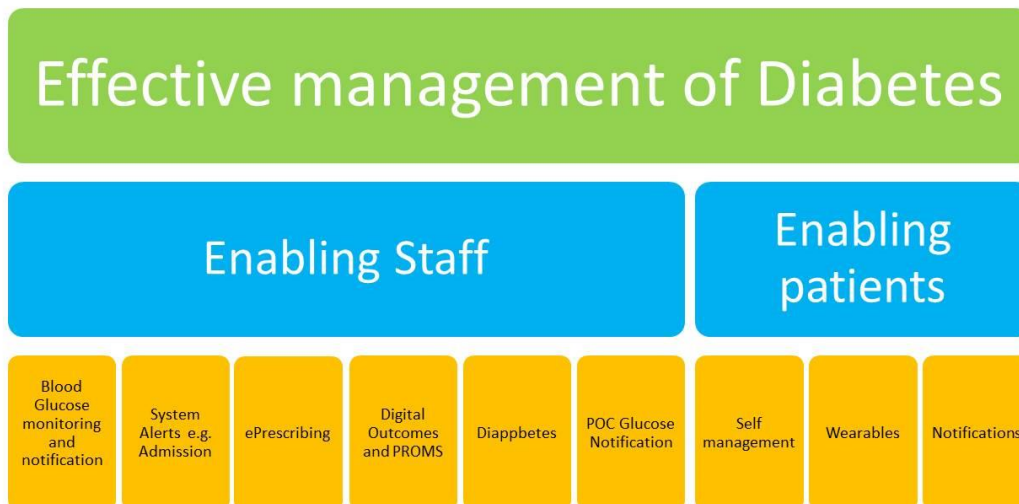 Effective management of Diabetes
Enabling Staff
Enabling
patients
Blood
Glucose
monitoring
and
notification
System
Alerts e.g.
Admission
ePrescribing
Digital
Outcomes
and PROMS
Diappbetes
POC Glucose
Notification
Self
management
Wearables
Notifications